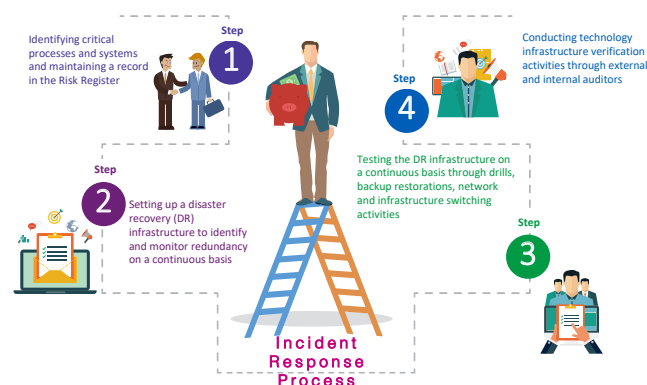 Step
1
Identifying critical
processes and systems
and maintaining a record
in the Risk Register
Step
2
Setting up a disaster
recovery (DR)
infrastructure to identify
and monitor redundancy
on a continuous basis
Step
3
Testing the DR infrastructure on
a continuous basis through drills,
backup restorations, network
and infrastructure switching
activities
Step
4
Conducting technology
infrastructure verification
activities through external
and internal auditors
Incident
Response
Process